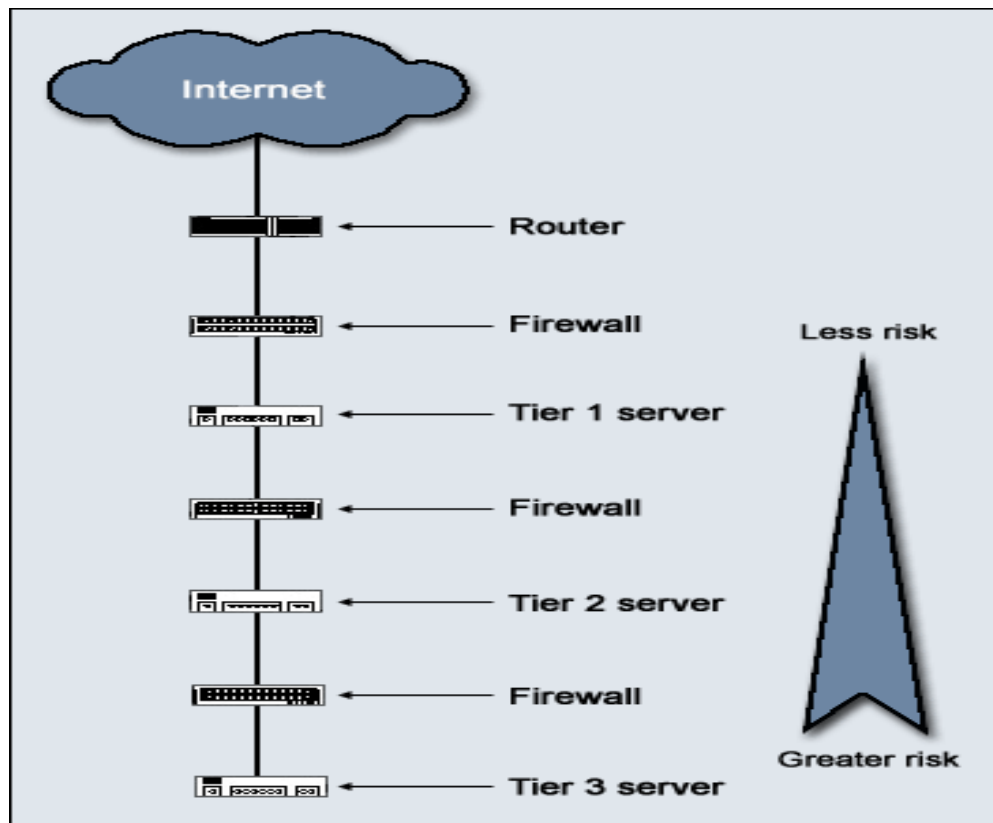 Internet
Router
Firewall
Less risk
Tier 1 server
Firewall
Tier 2 server
Firewall
Greater risk
Tier 3 server